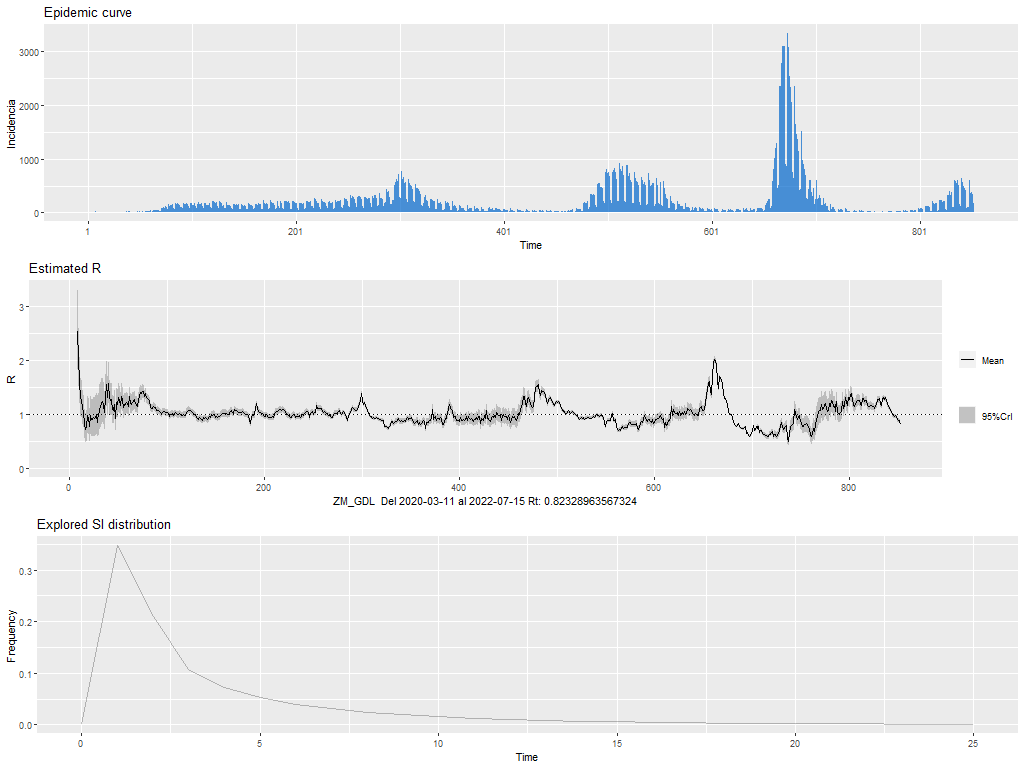 Epidemic curve
3000
2000
1000
0
Incidencia
1
201
401
601
801
Time
Estimated R
3
2
1
0
R
0
200
400
600
800
ZM_GDL Del 2020-03-11 al 2022-07-15 Rt: 0.82328963567324
Mean
95%CrI
Explored SI distribution
0.3
0.2
0.1
0.0
Frequency
0
5
10
15
20
25
Time